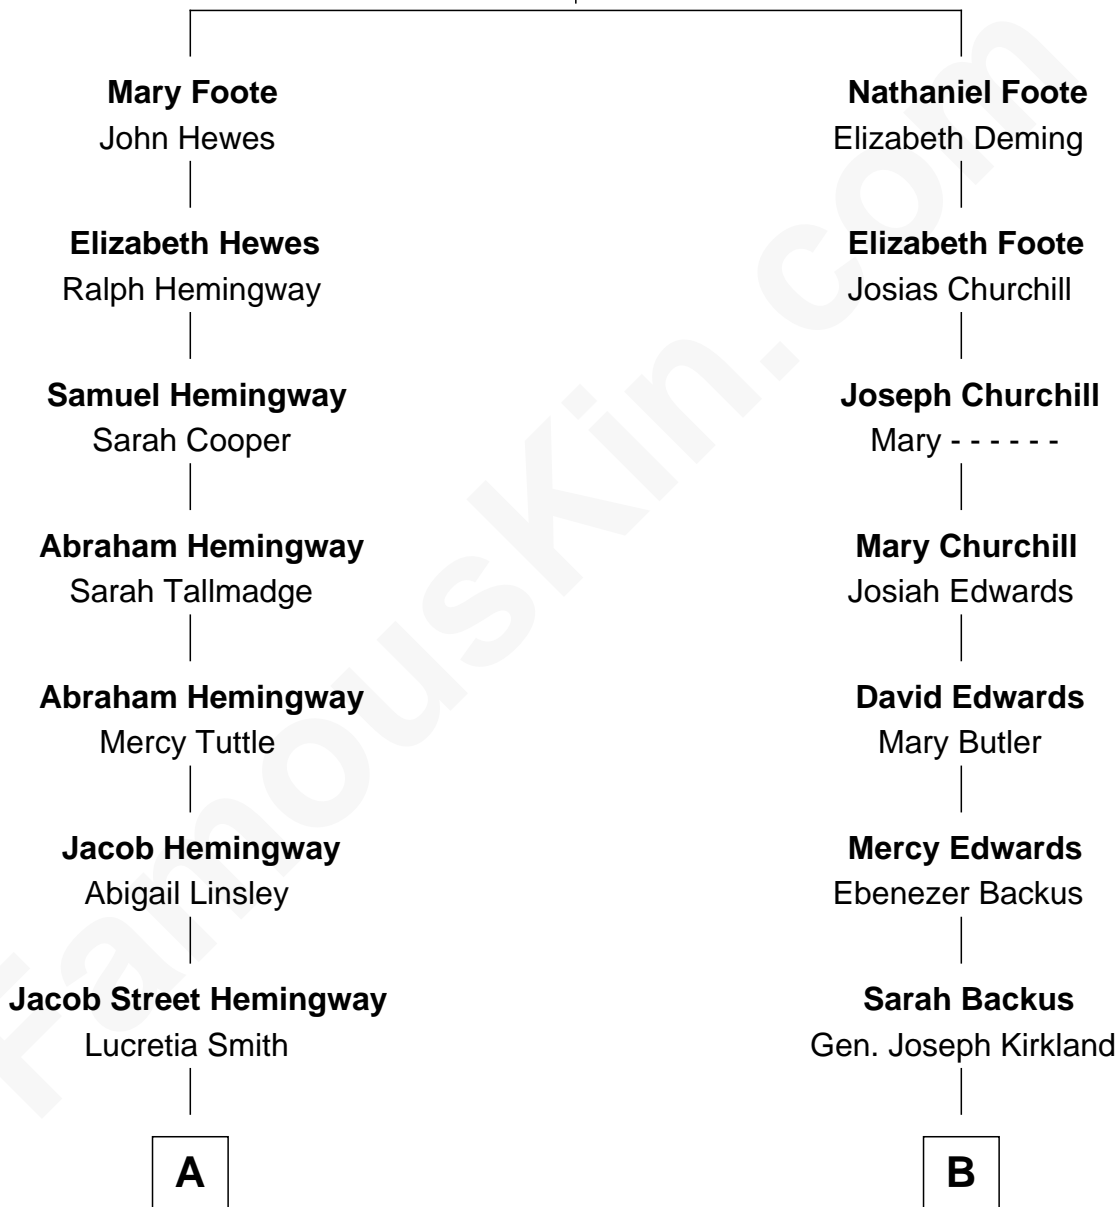 Mary Foote
John Hewes
Nathaniel Foote
Elizabeth Deming
Elizabeth Hewes
Ralph Hemingway
Elizabeth Foote
Josias Churchill
Samuel Hemingway
Sarah Cooper
Joseph Churchill
Mary - - - - - -
Abraham Hemingway
Sarah Tallmadge
Mary Churchill
Josiah Edwards
Abraham Hemingway
Mercy Tuttle
David Edwards
Mary Butler
Jacob Hemingway
Abigail Linsley
Mercy Edwards
Ebenezer Backus
Jacob Street Hemingway
Lucretia Smith
Sarah Backus
Gen. Joseph Kirkland
A
B
FamousKin.com